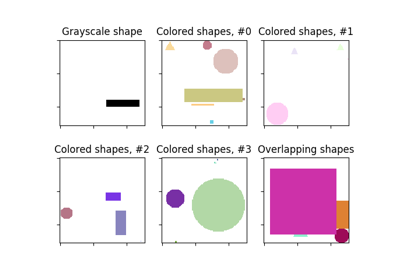 Grayscale shape
Colored shapes, #0
Colored shapes, #1
Colored shapes, #2
Colored shapes, #3
Overlapping shapes